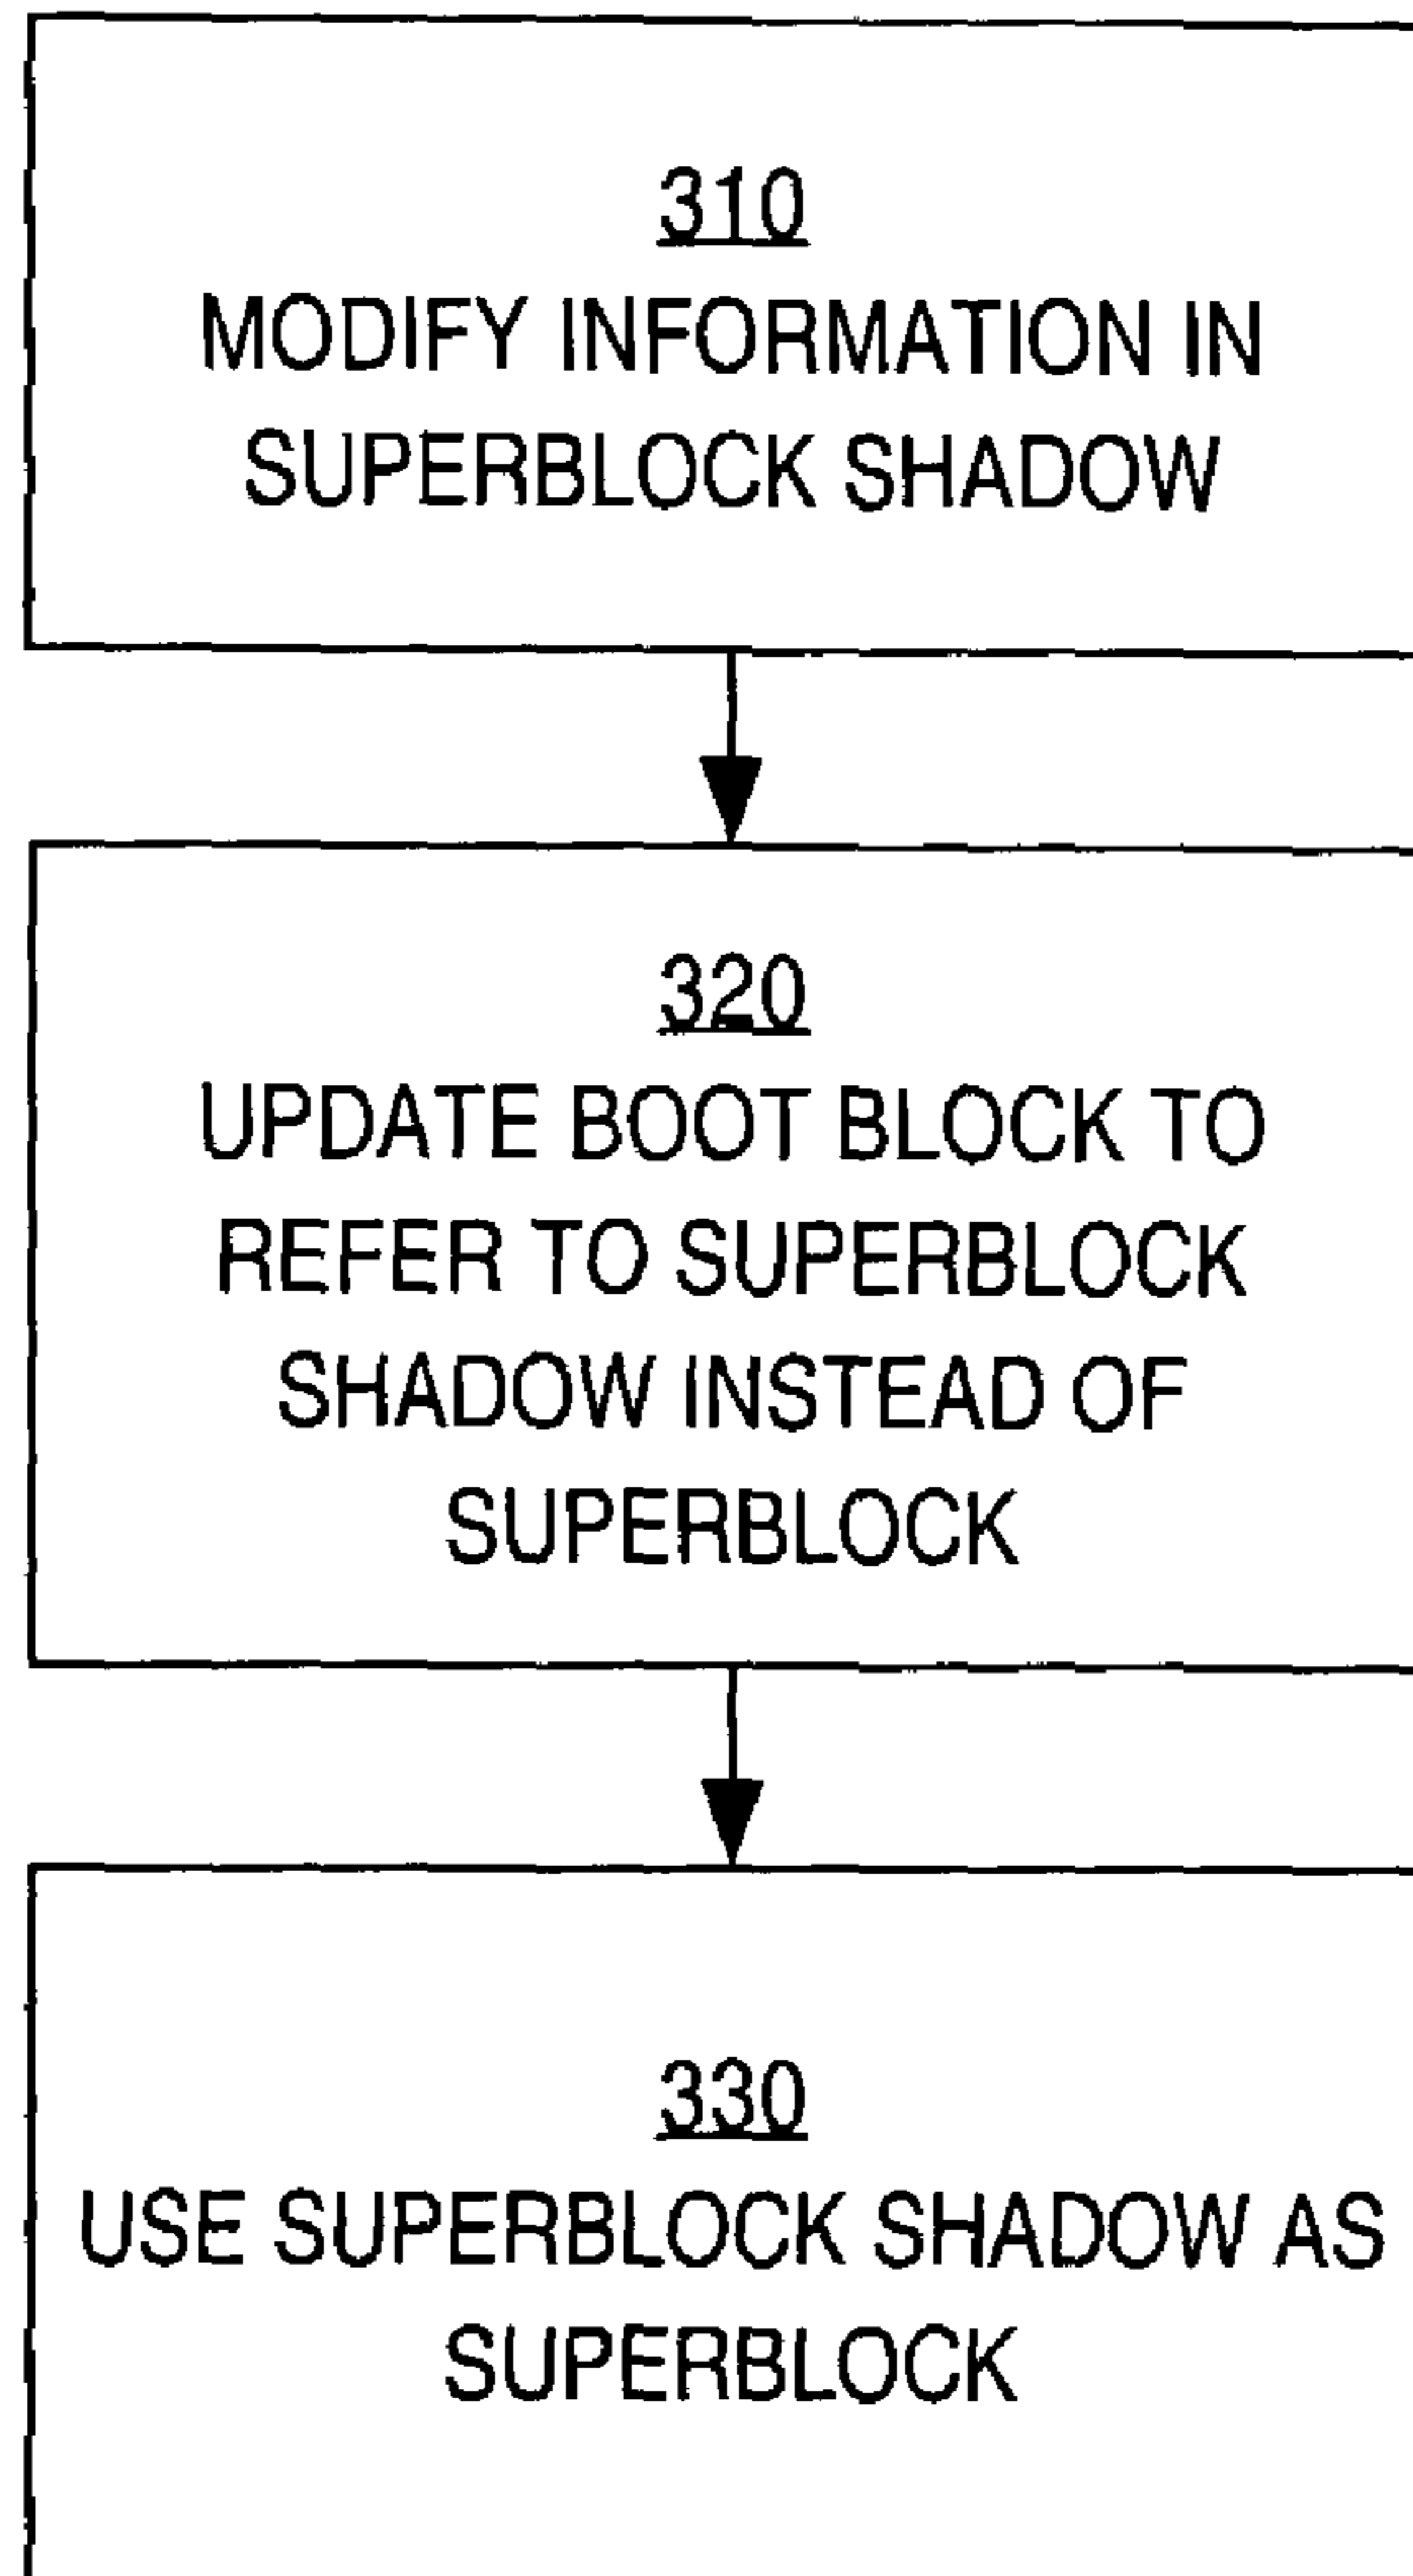 310
MODIFY INFORMATION IN
SUPERBLOCK SHADOW
320
UPDATE BOOT BLOCK TO
REFER TO SUPERBLOCK
SHADOW INSTEAD OF
SUPERBLOCK
330
USE SUPERBLOCK SHADOW AS
SUPERBLOCK